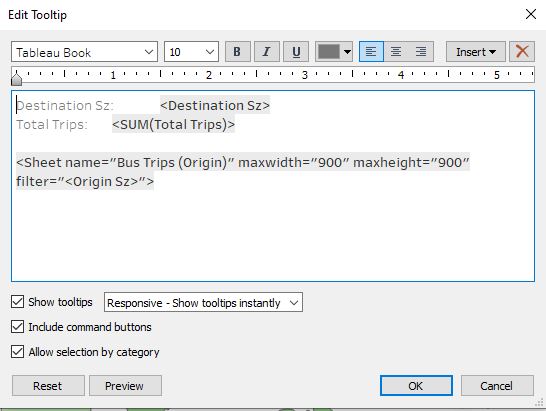 Edit Tooltip
Tableau Book 10 B I U Insert
1 2 3 4 5
Destination Sz: <Destination Sz>
Total Trips: <SUM(Total Trips)>
<Sheet name="Bus Trips (Origin)" maxwidth="900" maxheight="900"
filter="<Origin Sz>">
Show tooltips Responsive - Show tooltips instantly
Include command buttons
Allow selection by category
Reset Preview OK Cancel